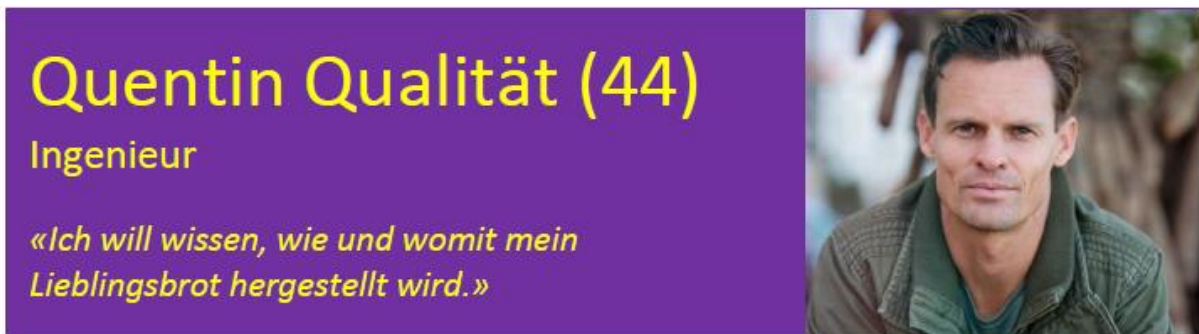 Quentin Qualität (44)
Ingenieur
«Ich will wissen, wie und womit mein
Lieblingsbrot hergestellt wird.»